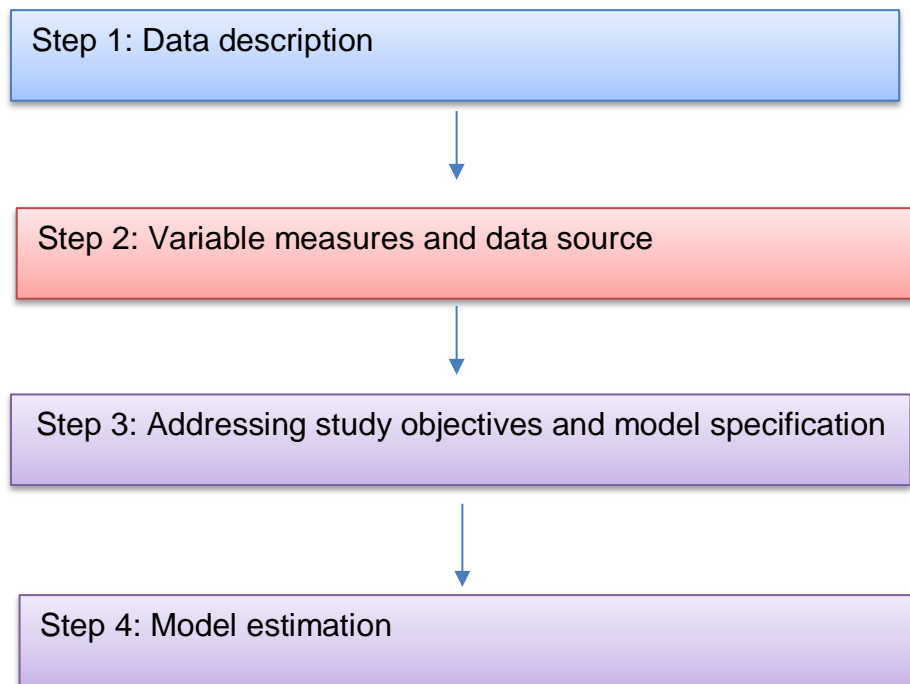 Step 1: Data description
Step 2: Variable measures and data source
Step 3: Addressing study objectives and model specification
Step 4: Model estimation